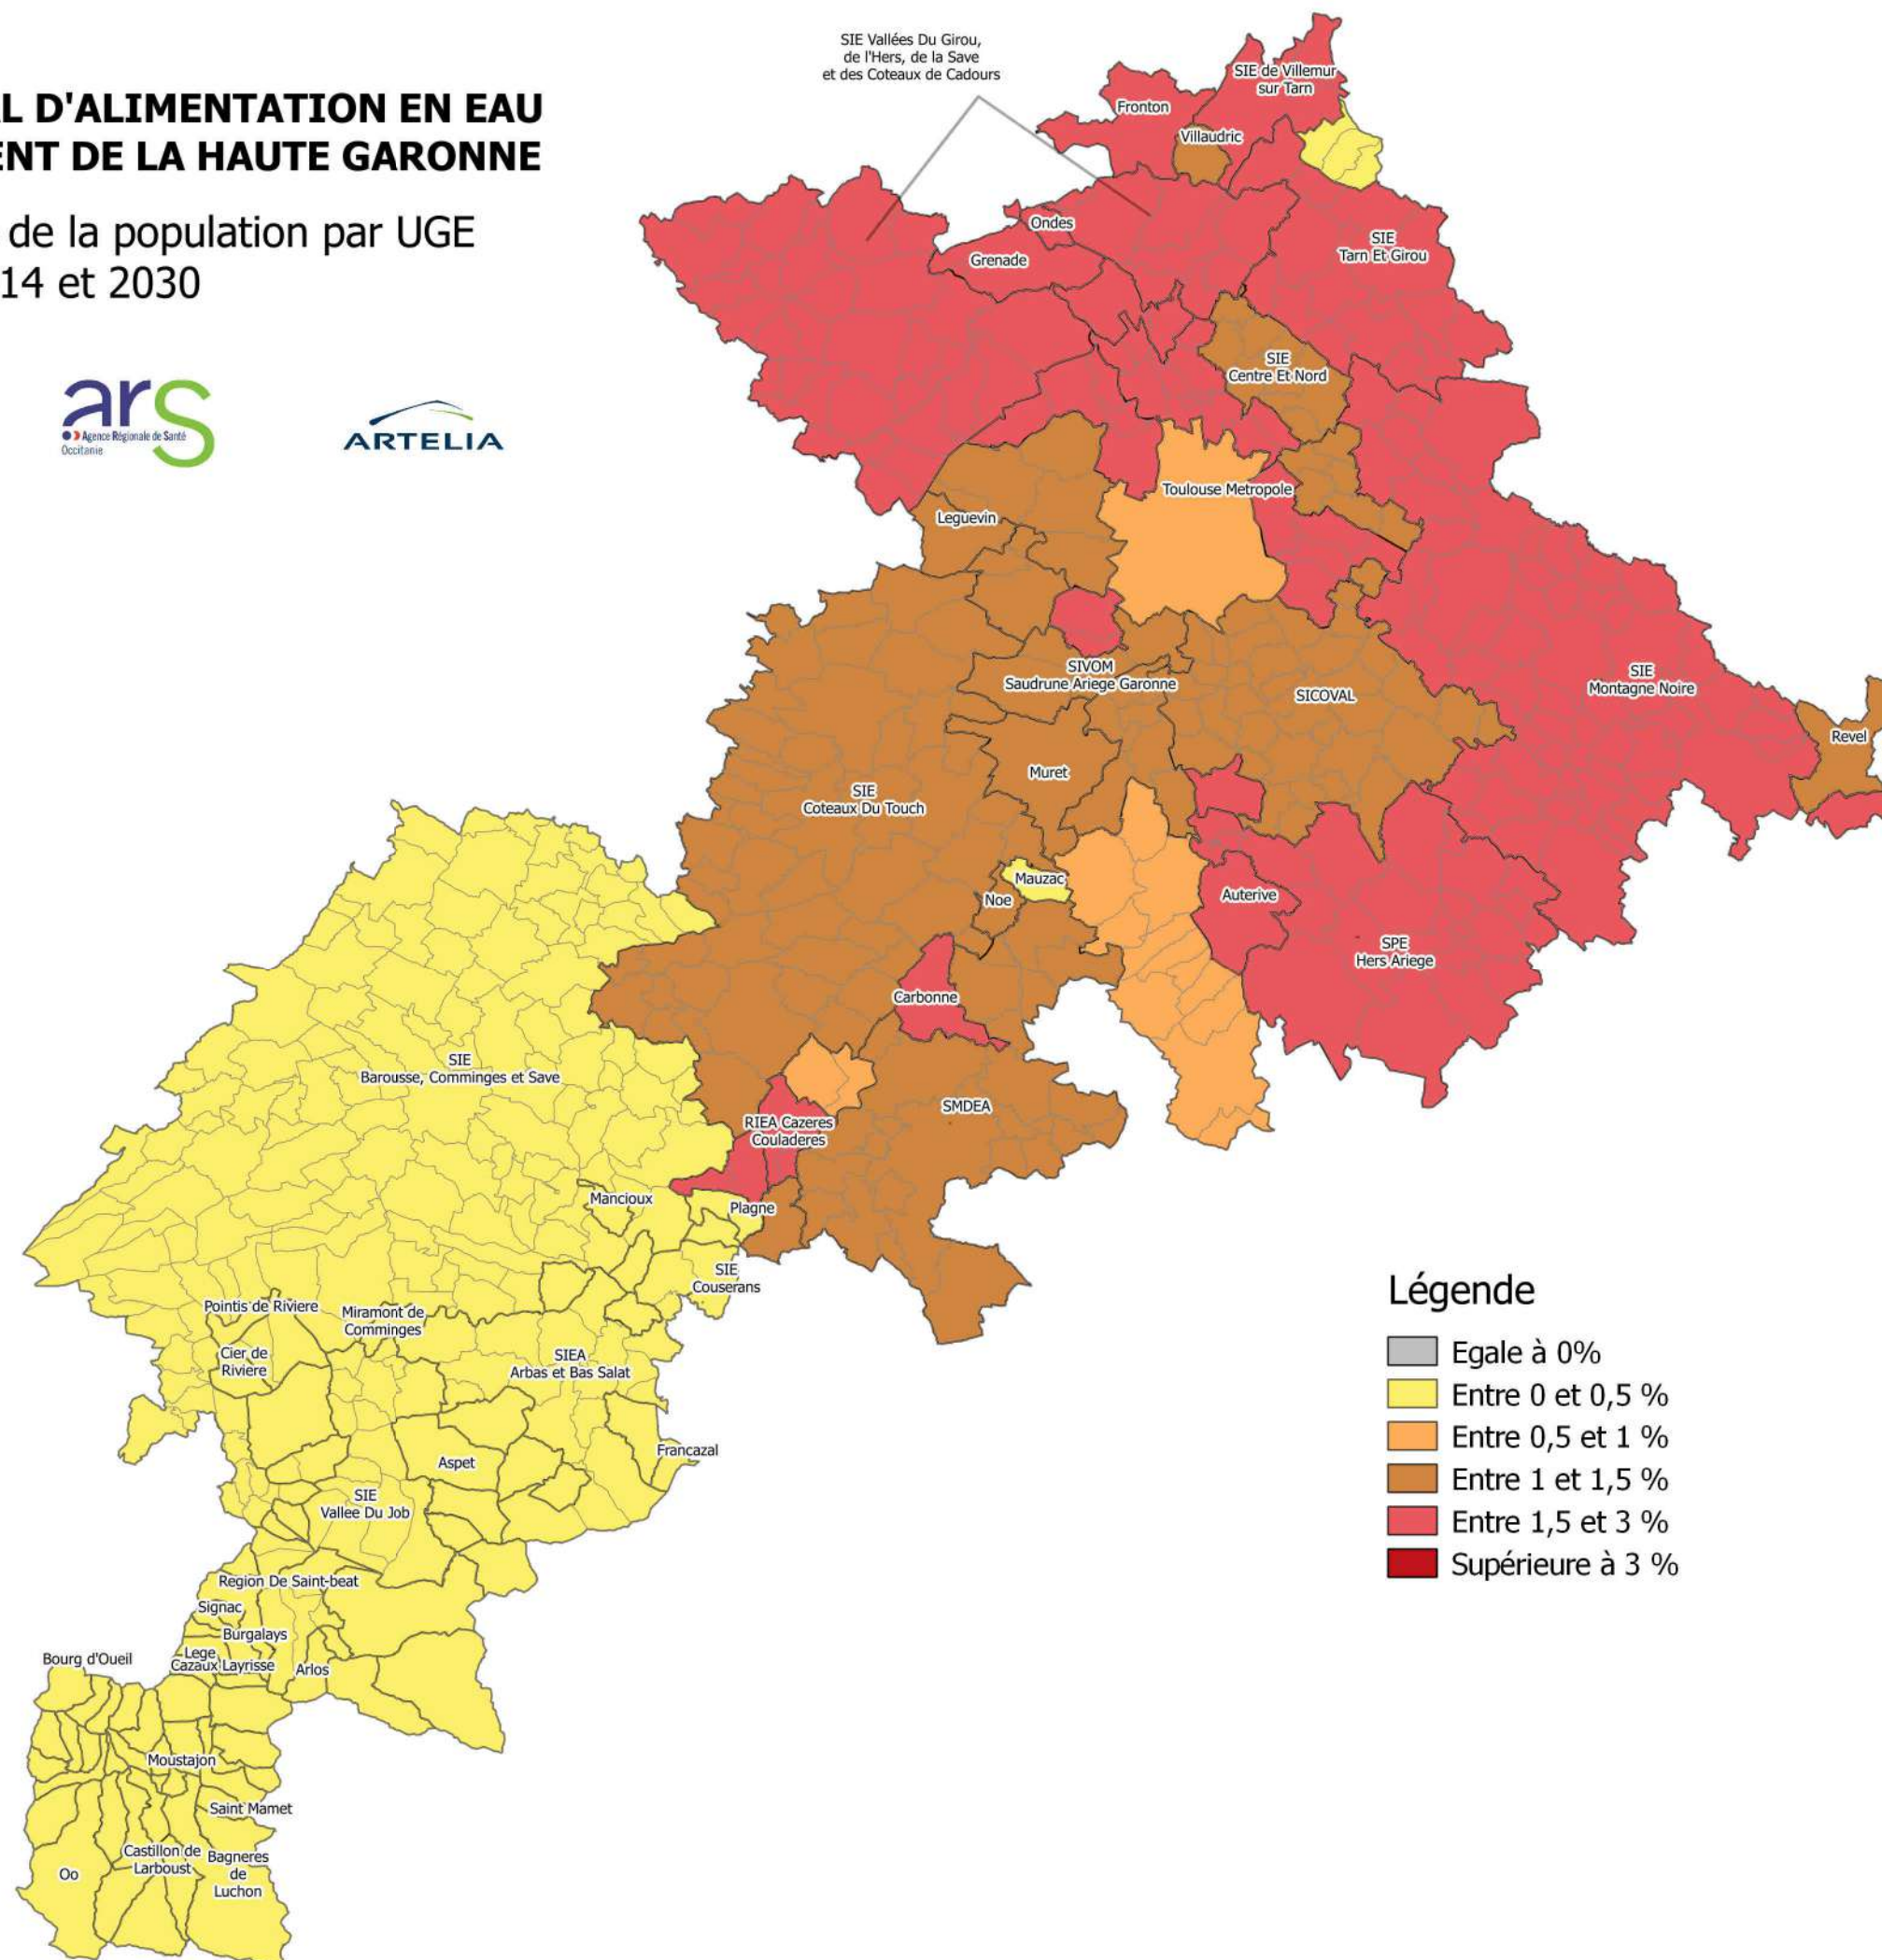 L D'ALIMENTATION EN EAU
ENT DE LA HAUTE GARONNE
de la population par UGE
14 et 2030
ars
Agence Régionale de Santé
Occitanie
ARTELIA
SIE Vallées Du Girou,
de l'Hers, de la Save
et des Coteaux de Cadours
SIE de Villemur
sur Tarn
Fronton
Villaudric
Ondes
Grenade
SIE
Tarn Et Girou
SIE
Centre Et Nord
Toulouse Metropole
Leguevin
SIVOM
Saudrune Ariege Garonne
SICOVAL
SIE
Montagne Noire
Revel
Muret
SIE
Coteaux Du Touch
Mauzac
Noe
Auterive
SPE
Hers Ariege
Carbonne
SIE
Barousse, Comminges et Save
SMDEA
RIEA Cazeres
Couladeres
Mancioux
Plagne
SIE
Couserans
Pointis de Riviere
Miramont de
Comminges
Cier de
Riviere
SIEA
Arbas et Bas Salat
Francazal
Aspet
SIE
Vallee Du Job
Region De Saint-beat
Signac
Burgalays
Lege
Cazaux Layrisse
Arlos
Bourg d'Oueil
Moustajon
Saint Mamet
Castillon de
Larboust
Bagneres
de
Luchon
Oo
Légende
Egale à 0%
Entre 0 et 0,5 %
Entre 0,5 et 1 %
Entre 1 et 1,5 %
Entre 1,5 et 3 %
Supérieure à 3 %